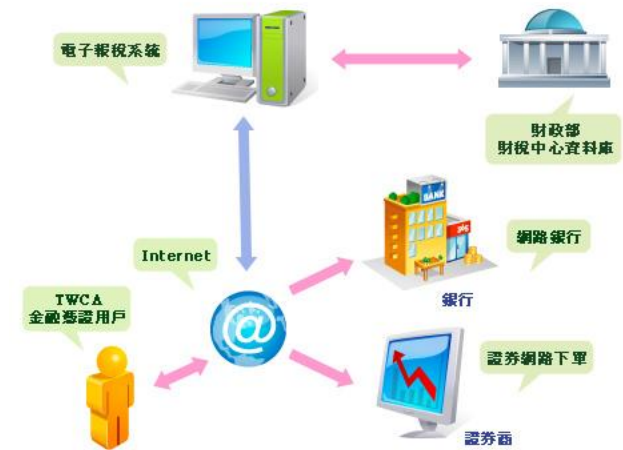 電子報稅系統
財政部
財稅中心資料庫
Internet
BANK
365
網路銀行
銀行
TWCA
金融憑證用戶
@
證券網路下單
證券商